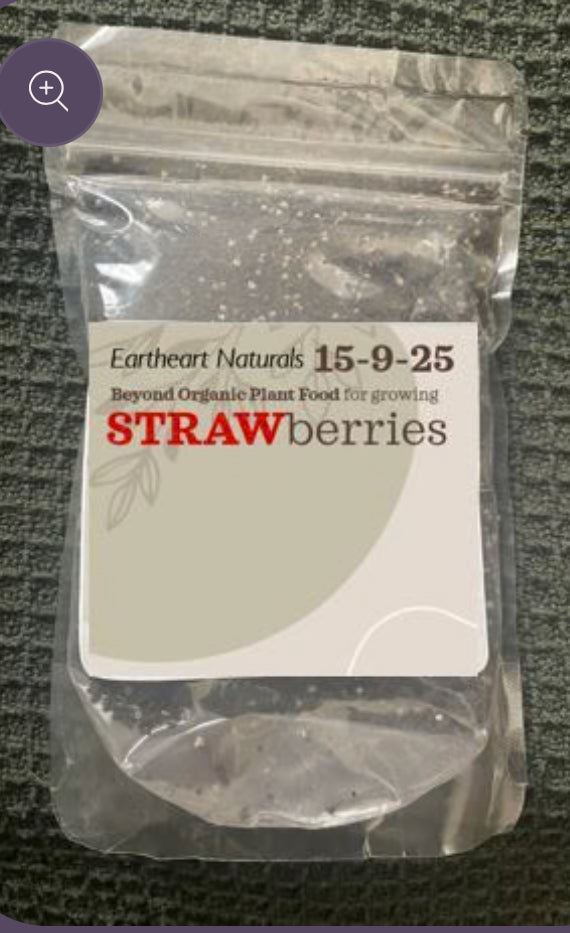 Eartheart Naturals 15-9-25
Beyond Organic Plant Food for growing
STRAWberries